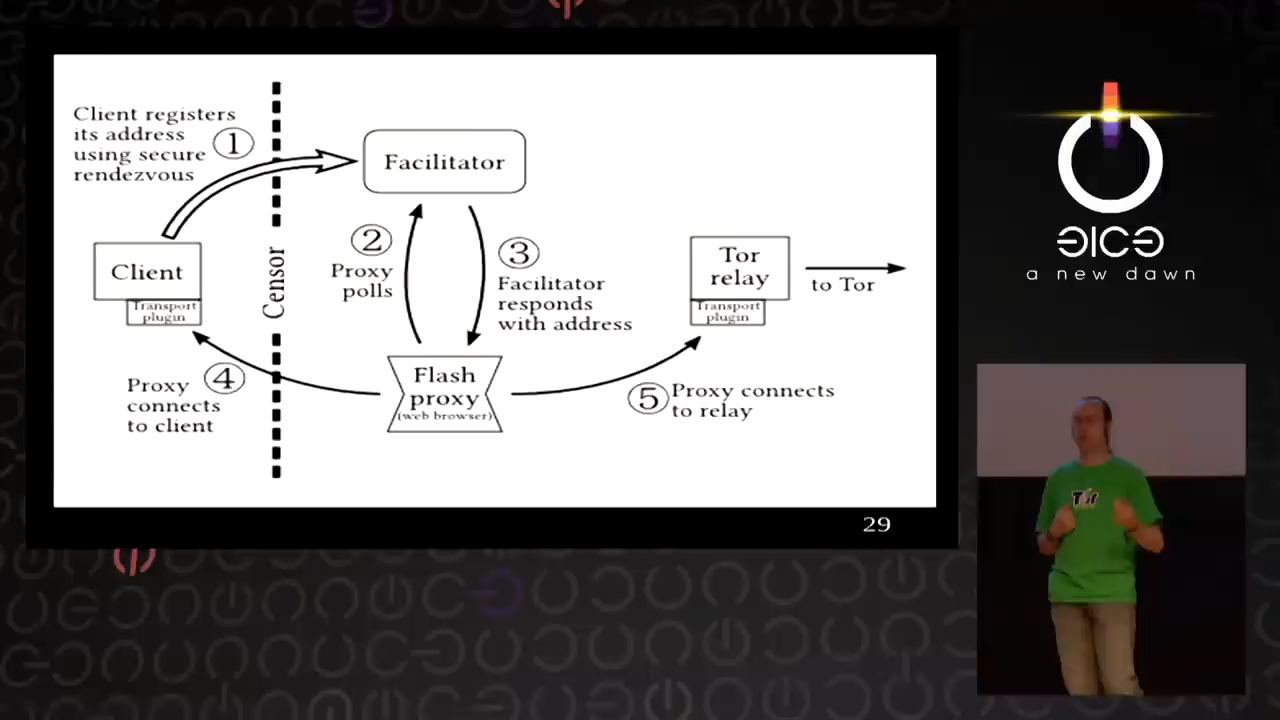 Client registers
its address
using secure
rendezvous
1
Facilitator
Censor
Client
Transport
plugin
2
Proxy
polls
3
Facilitator
responds
with address
Tor
relay
Transport
plugin
to Tor
4
Proxy
connects
to client
Flash
proxy
(web browser)
5
Proxy connects
to relay
29
31C3
a new dawn
Tor